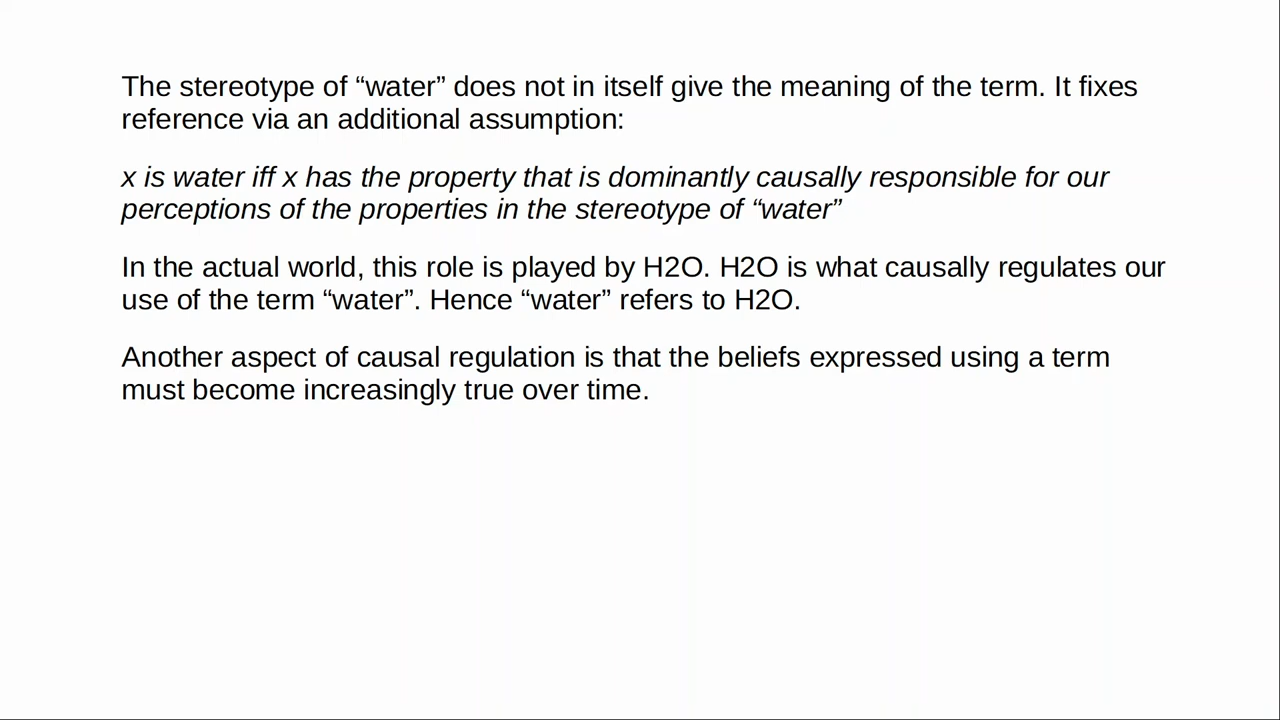 The stereotype of “water” does not in itself give the meaning of the term. It fixes
reference via an additional assumption:
x is water iff x has the property that is dominantly causally responsible for our
perceptions of the properties in the stereotype of “water”
In the actual world, this role is played by H2O. H2O is what causally regulates our
use of the term “water”. Hence “water” refers to H2O.
Another aspect of causal regulation is that the beliefs expressed using a term
must become increasingly true over time.